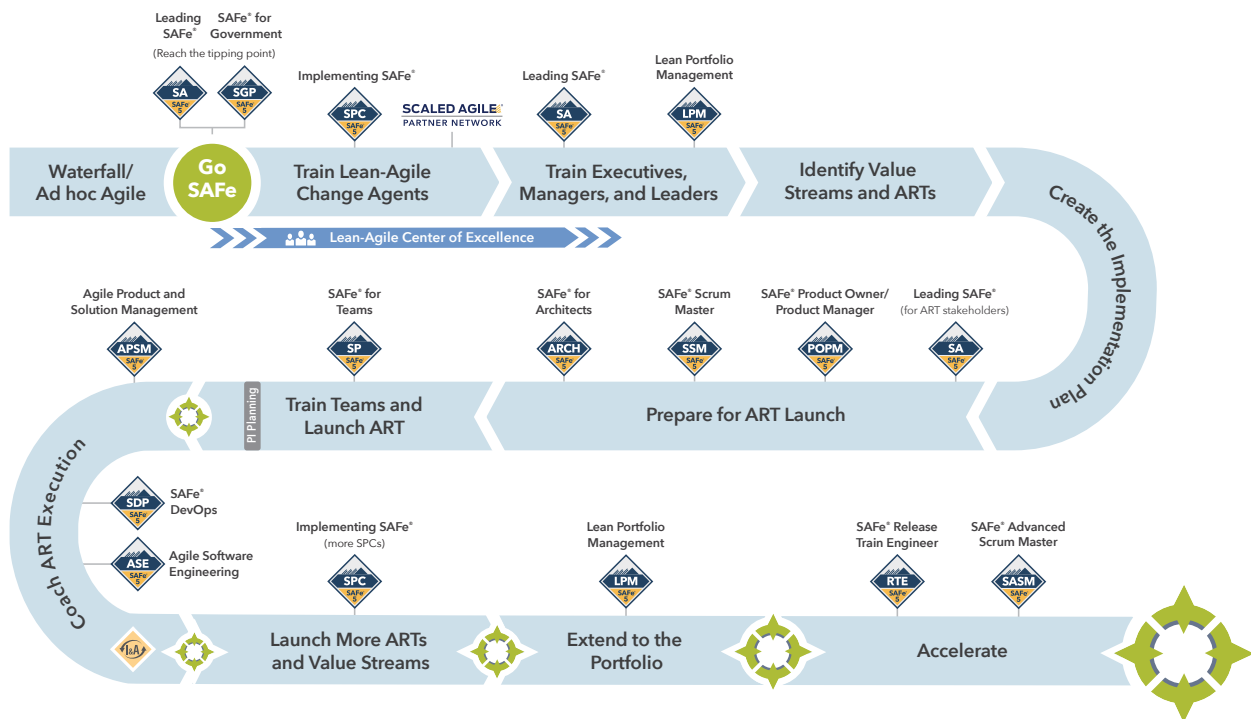 Leading
SAFe®
SAFe® for
Government
(Reach the tipping point)
SA
SAFe®
5
SGP
SAFe®
5
Implementing SAFe®
SPC
SAFe®
5
SCALED AGILE®
PARTNER NETWORK
Leading SAFe®
SA
SAFe®
5
Lean Portfolio
Management
LPM
SAFe®
5
Waterfall/
Ad hoc Agile
Go
SAFe
Train Lean-Agile
Change Agents
Train Executives,
Managers, and Leaders
Identify Value
Streams and ARTs
Create the Implementation Plan
Lean-Agile Center of Excellence
Agile Product and
Solution Management
APSM
SAFe®
5
SAFe® for
Teams
SP
SAFe®
5
SAFe® for
Architects
ARCH
SAFe®
5
SAFe® Scrum
Master
SSM
SAFe®
5
SAFe® Product Owner/
Product Manager
POPM
SAFe®
5
Leading SAFe®
(for ART stakeholders)
SA
SAFe®
5
PI Planning
Train Teams and
Launch ART
Prepare for ART Launch
Coach ART Execution
SDP
SAFe®
5
SAFe®
DevOps
ASE
SAFe®
5
Agile Software
Engineering
Implementing SAFe®
(more SPCs)
SPC
SAFe®
5
Lean Portfolio
Management
LPM
SAFe®
5
SAFe® Release
Train Engineer
RTE
SAFe®
5
SAFe® Advanced
Scrum Master
SASM
SAFe®
5
I&A
Launch More ARTs
and Value Streams
Extend to the
Portfolio
Accelerate